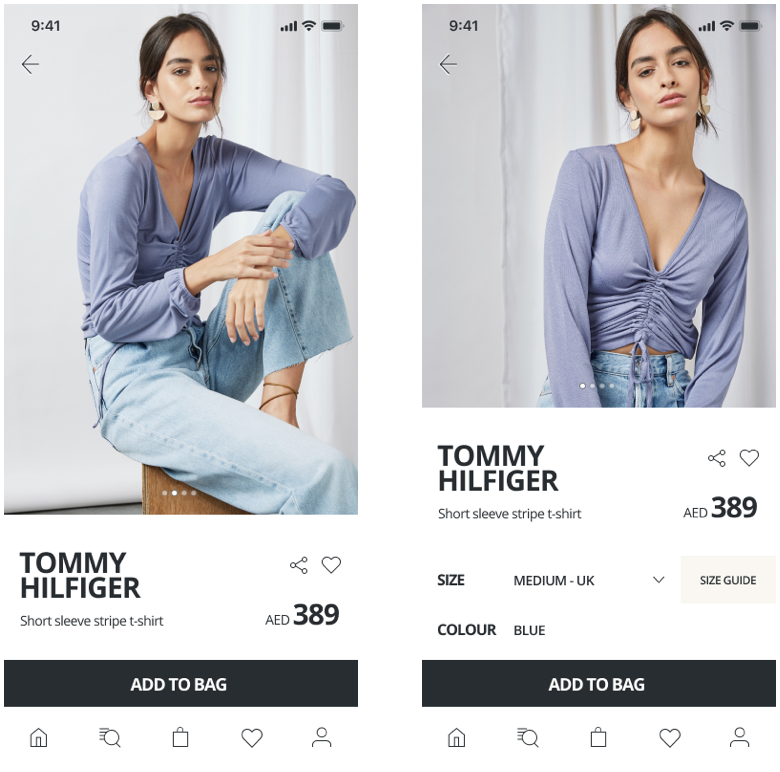 9:41
TOMMY
HILFIGER
Short sleeve stripe t-shirt
AED 389
ADD TO BAG
9:41
TOMMY
HILFIGER
Short sleeve stripe t-shirt
AED 389
SIZE MEDIUM - UK SIZE GUIDE
COLOUR BLUE
ADD TO BAG